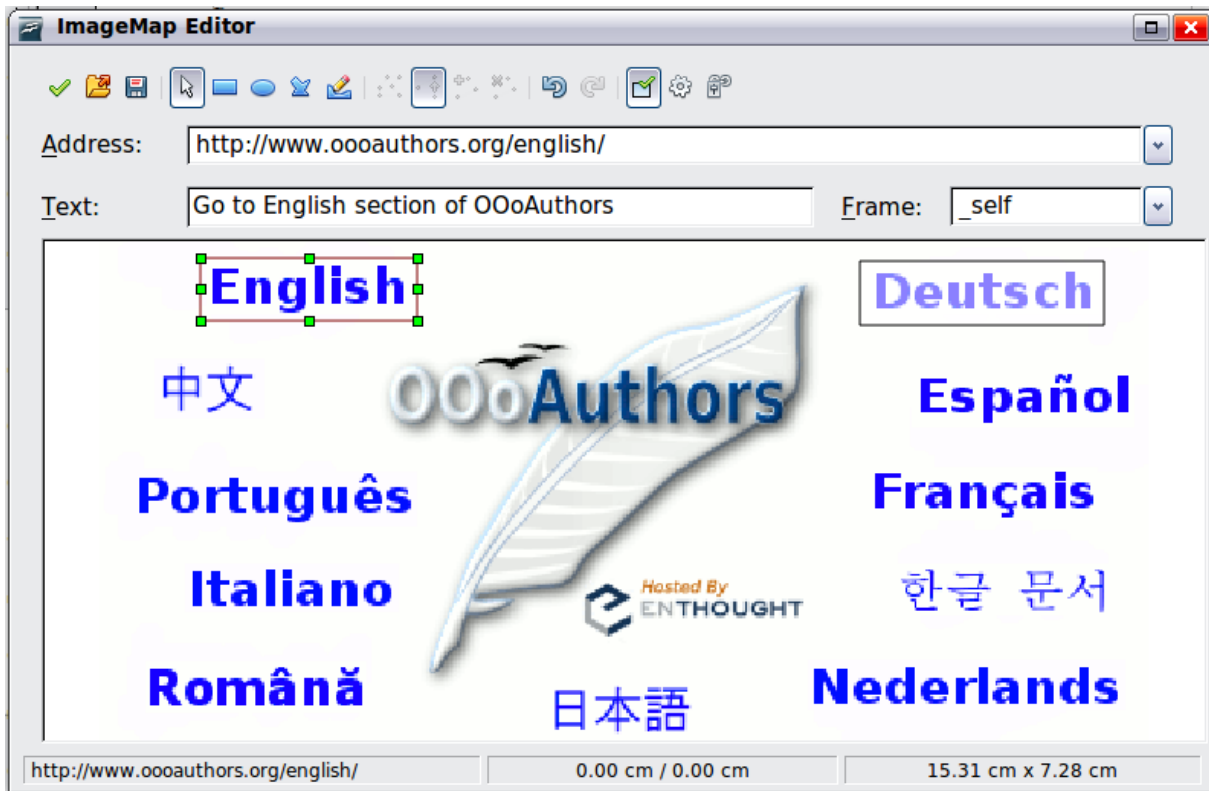 ImageMap Editor
Address: http://www.oooauthors.org/english/
Text: Go to English section of OOoAuthors Frame: _self
English Deutsch
中文 OOoAuthors Español
Português Français
Italiano Hosted By ENTHOUGHT 한글 문서
Română 日本語 Nederlands
http://www.oooauthors.org/english/ 0.00 cm / 0.00 cm 15.31 cm x 7.28 cm